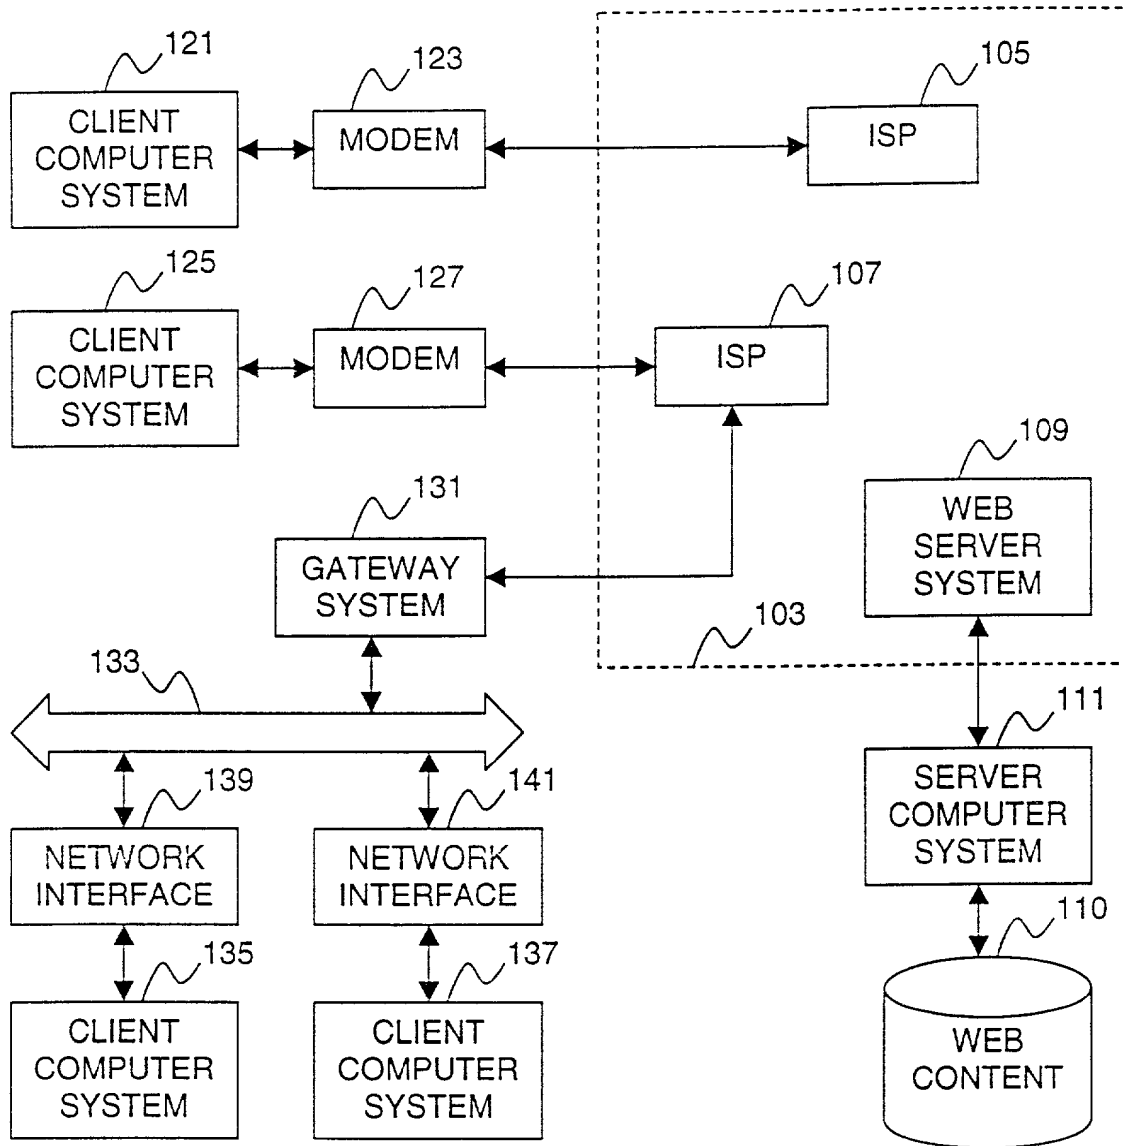 121
CLIENT
COMPUTER
SYSTEM
123
MODEM
105
ISP
125
CLIENT
COMPUTER
SYSTEM
127
MODEM
107
ISP
109
WEB
SERVER
SYSTEM
131
GATEWAY
SYSTEM
103
133
111
SERVER
COMPUTER
SYSTEM
139
NETWORK
INTERFACE
141
NETWORK
INTERFACE
110
WEB
CONTENT
135
CLIENT
COMPUTER
SYSTEM
137
CLIENT
COMPUTER
SYSTEM